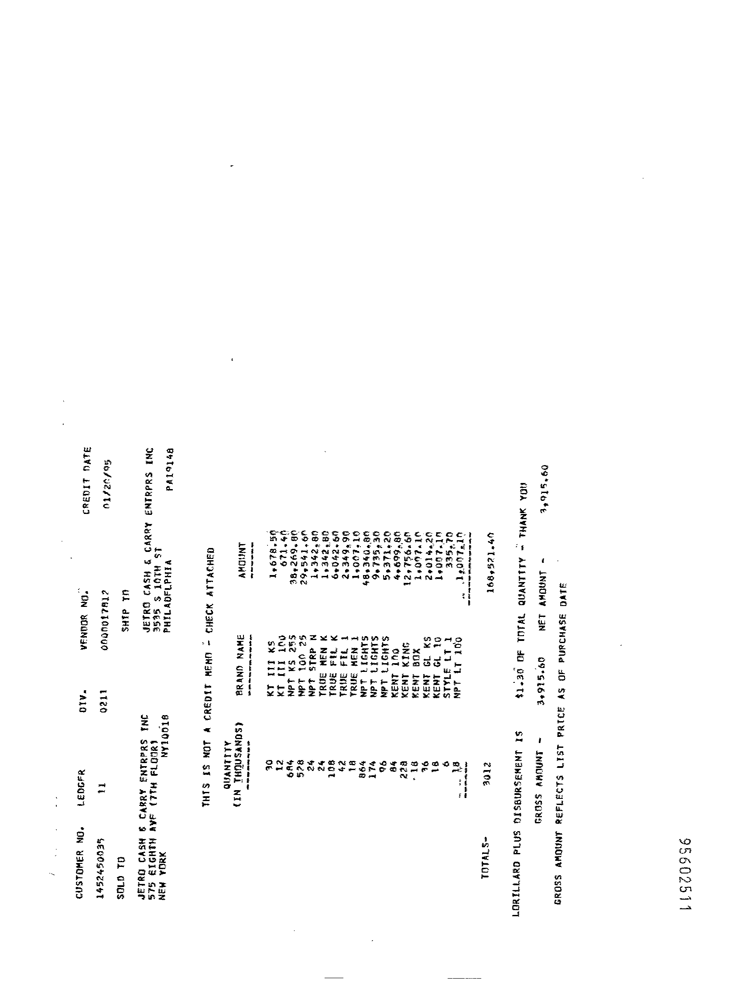 CUSTOMER NO. LEDGER DIV. VENDOR NO. CREDIT DATE
1452450035 11 0211 0000017812 01/20/95
SOLD TO SHIP TO
JETRO CASH & CARRY ENTRPRS INC JETRO CASH & CARRY ENTRPRS INC
575 EIGHTH AVE (7TH FLOOR) 3535 S 10TH ST
NEW YORK NY10018 PHILADELPHIA PA19148
THIS IS NOT A CREDIT MEMO - CHECK ATTACHED
QUANTITY
(IN THOUSANDS) BRAND NAME AMOUNT
30 KT III KS 1,678.50
12 KT III 100 671.40
684 NPT KS 25S 38,269.80
528 NPT 100 25 29,541.60
24 NPT STRP N 1,342.80
24 TRUE MEN K 1,342.80
108 TRUE FIL K 6,042.60
42 TRUE FIL 1 2,349.90
18 TRUE MEN 1 1,007.10
864 NPT LIGHTS 48,340.80
174 NPT LIGHTS 9,735.30
96 NPT LIGHTS 5,371.20
84 KENT 100 4,699.80
228 KENT KING 12,756.60
18 KENT BOX 1,007.10
36 KENT GL KS 2,014.20
18 KENT GL 10 1,007.10
6 STYLE LT 1 335.70
18 NPT LT 100 1,007.10
TOTALS- 3012 168,521.40
LORILLARD PLUS DISBURSEMENT IS $1.30 OF TOTAL QUANTITY - THANK YOU
GROSS AMOUNT - 3,915.60 NET AMOUNT - 3,915.60
GROSS AMOUNT REFLECTS LIST PRICE AS OF PURCHASE DATE
95602511